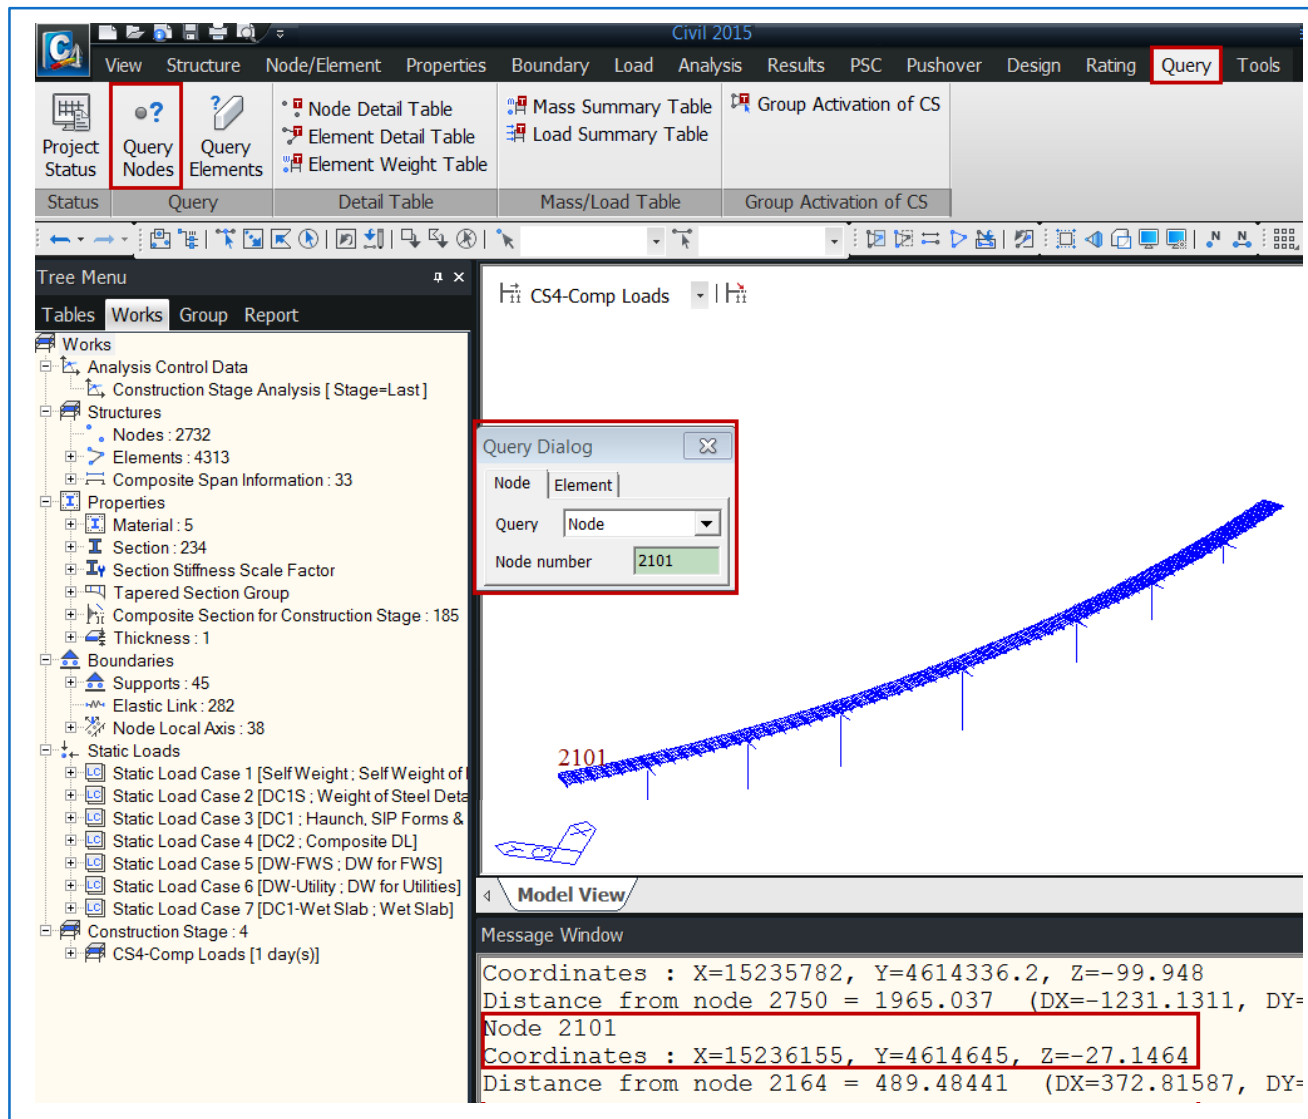 Civil 2015
View Structure Node/Element Properties Boundary Load Analysis Results PSC Pushover Design Rating Query Tools
Project Status
Query Nodes
Query Elements
Node Detail Table
Element Detail Table
Element Weight Table
Mass Summary Table
Load Summary Table
Group Activation of CS
Status Query Detail Table Mass/Load Table Group Activation of CS
Tree Menu
Tables Works Group Report
Works
Analysis Control Data
Construction Stage Analysis [ Stage=Last ]
Structures
Nodes : 2732
Elements : 4313
Composite Span Information : 33
Properties
Material : 5
Section : 234
Section Stiffness Scale Factor
Tapered Section Group
Composite Section for Construction Stage : 185
Thickness : 1
Boundaries
Supports : 45
Elastic Link : 282
Node Local Axis : 38
Static Loads
Static Load Case 1 [Self Weight ; Self Weight of
Static Load Case 2 [DC1S ; Weight of Steel Deta
Static Load Case 3 [DC1 ; Haunch, SIP Forms &
Static Load Case 4 [DC2 ; Composite DL]
Static Load Case 5 [DW-FWS ; DW for FWS]
Static Load Case 6 [DW-Utility ; DW for Utilities]
Static Load Case 7 [DC1-Wet Slab ; Wet Slab]
Construction Stage : 4
CS4-Comp Loads [1 day(s)]
CS4-Comp Loads
Query Dialog
Node Element
Query Node
Node number 2101
2101
Model View
Message Window
Coordinates : X=15235782, Y=4614336.2, Z=-99.948
Distance from node 2750 = 1965.037 (DX=-1231.1311, DY=
Node 2101
Coordinates : X=15236155, Y=4614645, Z=-27.1464
Distance from node 2164 = 489.48441 (DX=372.81587, DY=